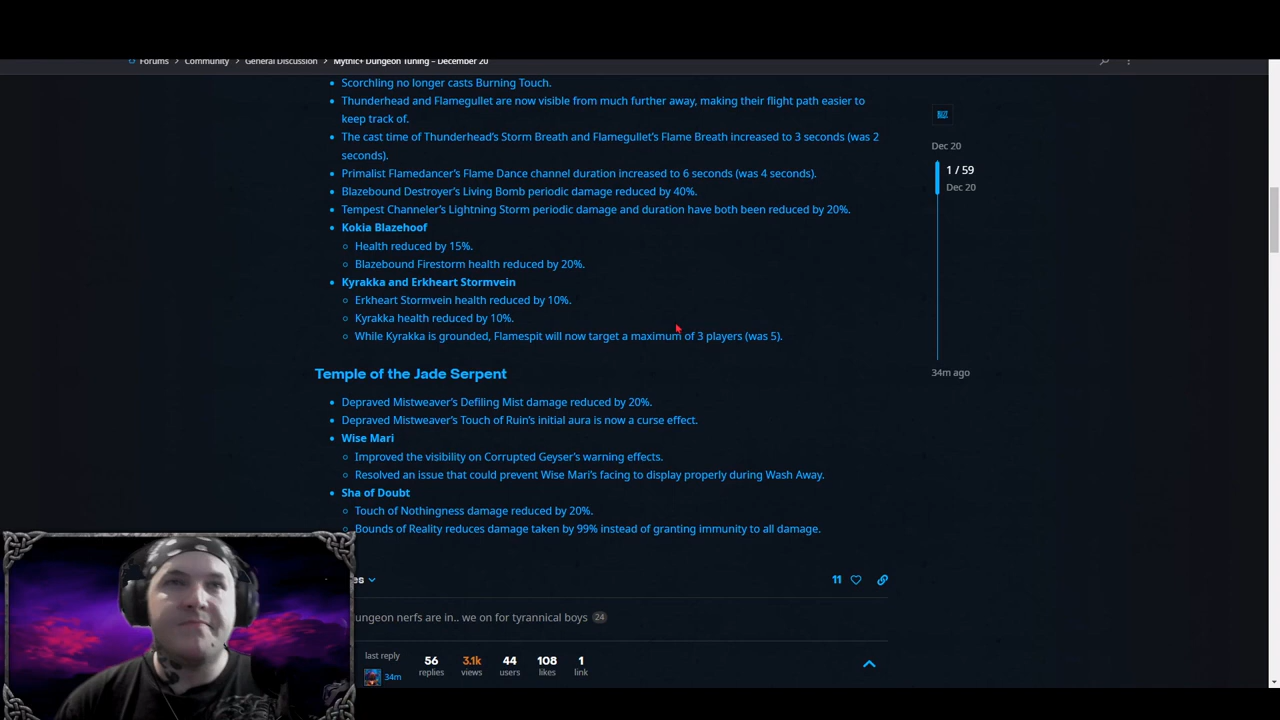 Forums > Community > General Discussion > Mythic+ Dungeon Tuning – December 20
Scorchling no longer casts Burning Touch.
Thunderhead and Flamegullet are now visible from much further away, making their flight path easier to
keep track of.
The cast time of Thunderhead's Storm Breath and Flamegullet's Flame Breath increased to 3 seconds (was 2
seconds).
Primalist Flamedancer's Flame Dance channel duration increased to 6 seconds (was 4 seconds).
Blazebound Destroyer's Living Bomb periodic damage reduced by 40%.
Tempest Channeler's Lightning Storm periodic damage and duration have both been reduced by 20%.
Kokia Blazehoof
Health reduced by 15%.
Blazebound Firestorm health reduced by 20%.
Kyrakka and Erkheart Stormvein
Erkheart Stormvein health reduced by 10%.
Kyrakka health reduced by 10%.
While Kyrakka is grounded, Flamespit will now target a maximum of 3 players (was 5).
Temple of the Jade Serpent
Depraved Mistweaver's Defiling Mist damage reduced by 20%.
Depraved Mistweaver's Touch of Ruin's initial aura is now a curse effect.
Wise Mari
Improved the visibility on Corrupted Geyser's warning effects.
Resolved an issue that could prevent Wise Mari's facing to display properly during Wash Away.
Sha of Doubt
Touch of Nothingness damage reduced by 20%.
Bounds of Reality reduces damage taken by 99% instead of granting immunity to all damage.
es
11
ungeon nerfs are in.. we on for tyrannical boys 24
last reply
34m
56
replies
3.1k
views
44
users
108
likes
1
link
Dec 20
1 / 59
Dec 20
34m ago